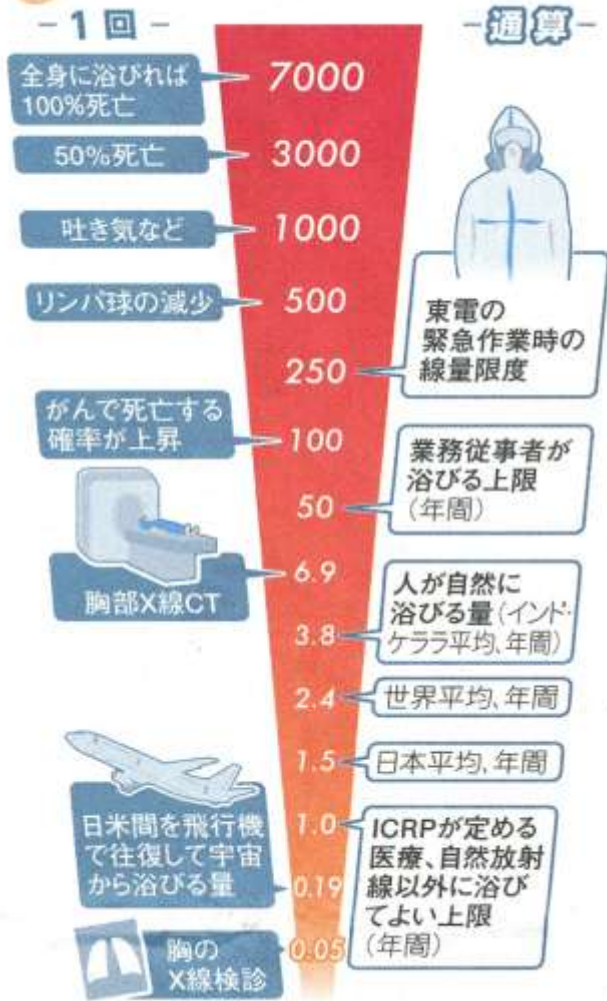 -1回-
-通算-
全身に浴びれば
100%死亡
7000
50%死亡
3000
吐き気など
1000
リンパ球の減少
500
東電の
緊急作業時の
線量限度
250
がんで死亡する
確率が上昇
100
業務従事者が
浴びる上限
(年間)
50
胸部X線CT
6.9
人が自然に
浴びる量(インド・
ケララ平均、年間)
3.8
2.4
世界平均、年間
1.5
日本平均、年間
1.0
ICRPが定める
医療、自然放射
線以外に浴び
てよい上限
(年間)
日米間を飛行機
で往復して宇宙
から浴びる量
0.19
胸の
X線検診
0.05